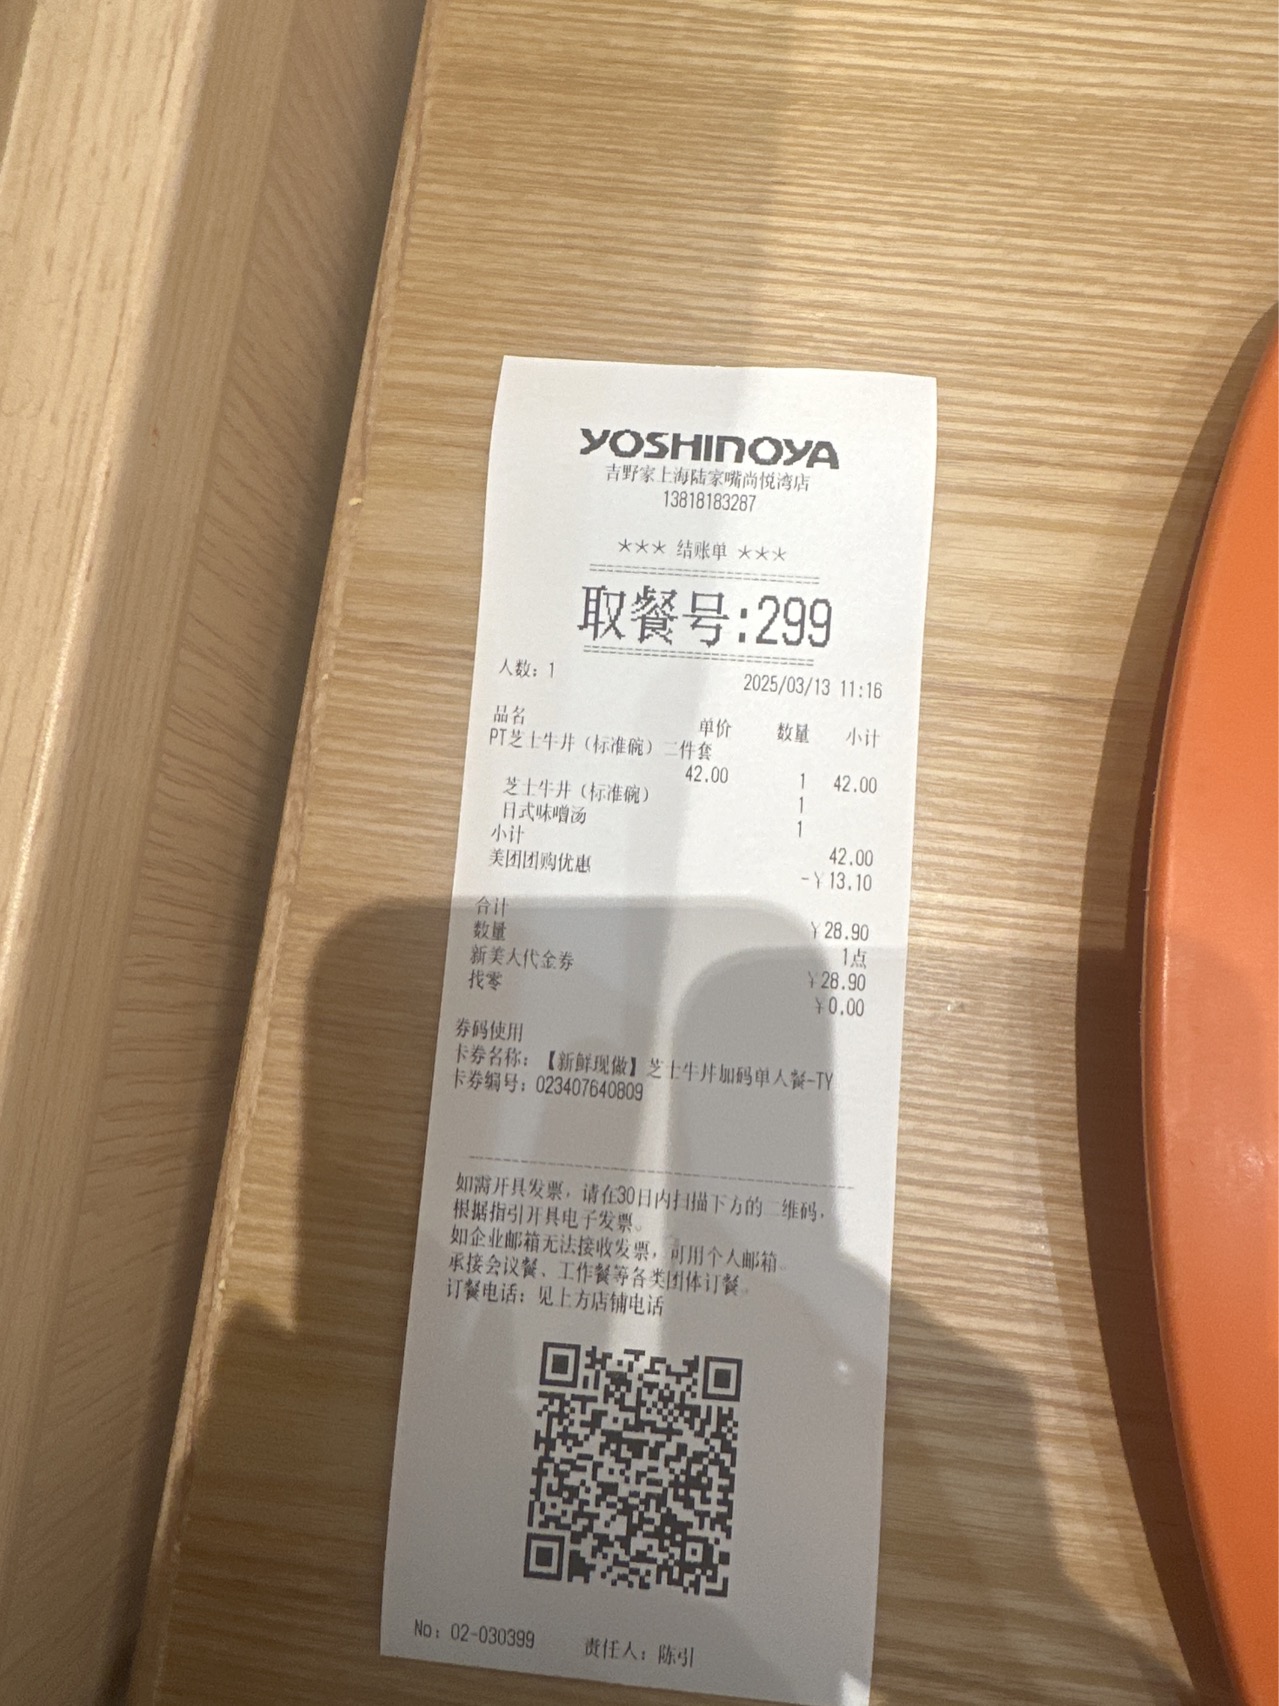 YOSHINOYA
吉野家上海陆家嘴尚悦湾店
13818183287
*** 结账单 ***
取餐号:299
人数：1
2025/03/13 11:16
品名 单价 数量 小计
PT芝士牛丼（标准碗）二件套
42.00 1 42.00
芝士牛丼（标准碗） 1
日式味噌汤 1
小计 42.00
美团团购优惠 -¥13.10
合计 ¥28.90
数量 1点
新美大代金券 ¥28.90
找零 ¥0.00
券码使用
卡券名称：【新鲜现做】芝士牛丼加码单人餐-TY
卡券编号：023407640809
如需开具发票，请在30日内扫描下方的二维码，
根据指引开具电子发票。
如企业邮箱无法接收发票，可用个人邮箱。
承接会议餐、工作餐等各类团体订餐。
订餐电话：见上方店铺电话
No：02-030399 责任人：陈引